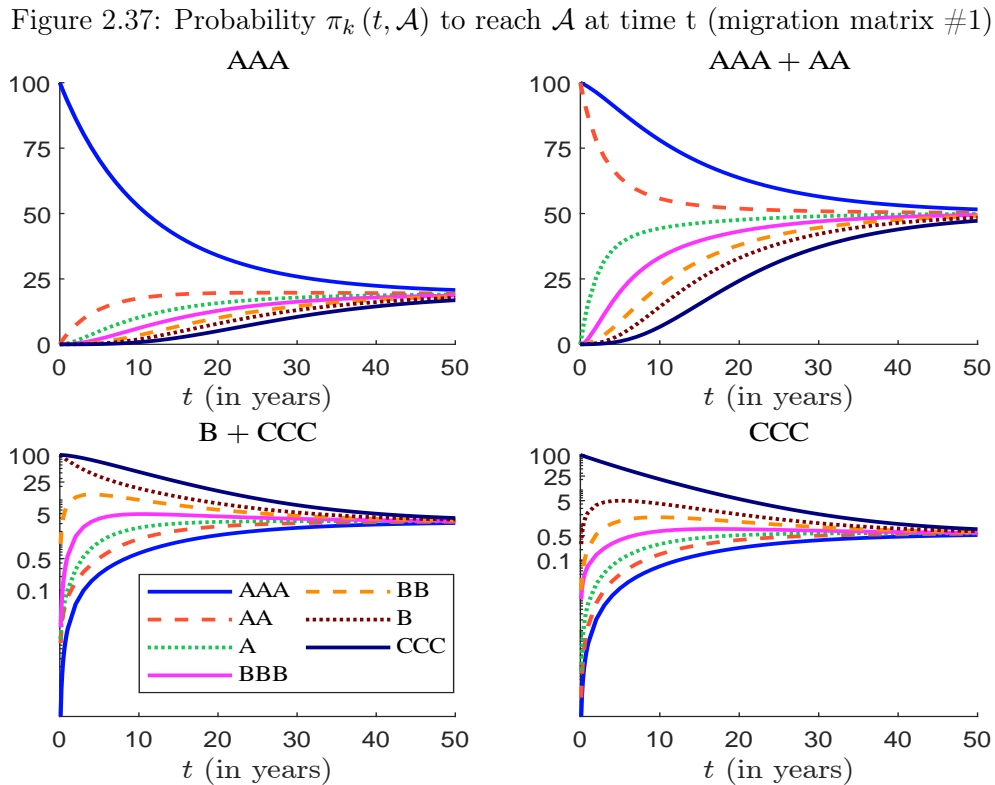 Figure 2.37: Probability π_k (t, 𝒜) to reach 𝒜 at time t (migration matrix #1)
AAA
100
75
50
25
0
0 10 20 30 40 50
t (in years)
AAA + AA
100
75
50
25
0
0 10 20 30 40 50
t (in years)
B + CCC
100
25
5
0.5
0.1
AAA
AA
A
BBB
BB
B
CCC
0 10 20 30 40 50
t (in years)
CCC
100
25
5
0.5
0.1
0 10 20 30 40 50
t (in years)